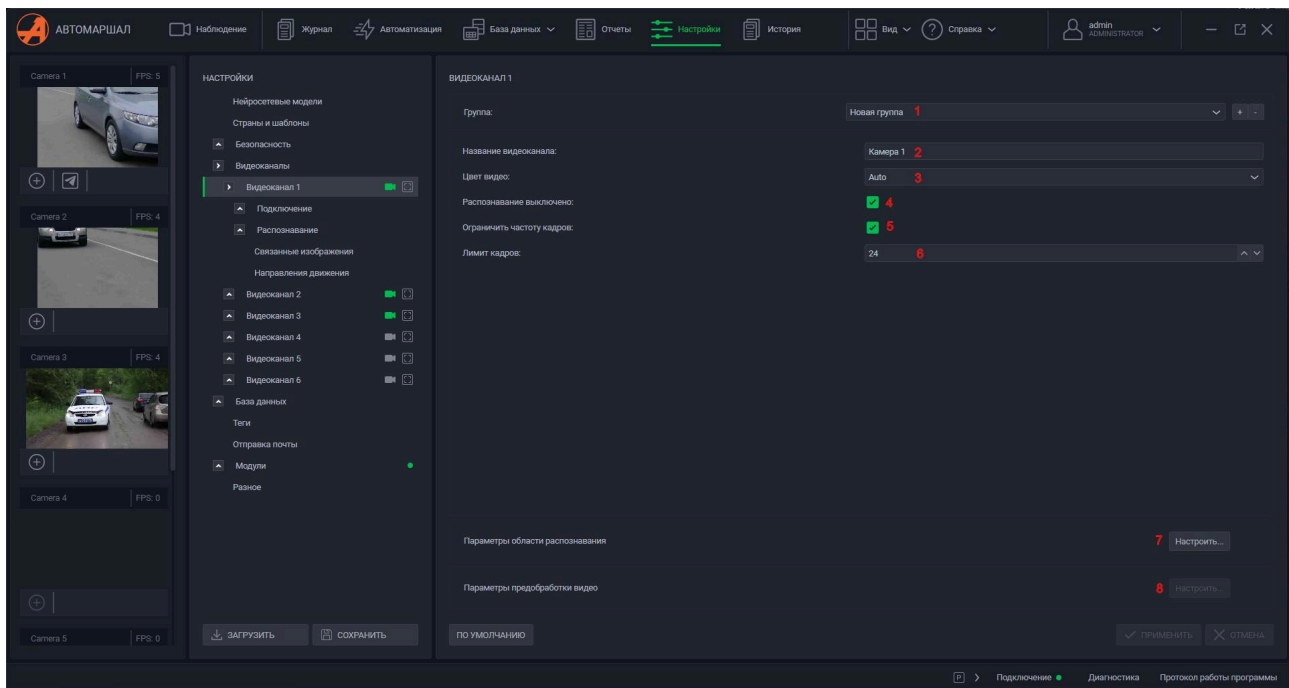 АВТОМАРШАЛ Наблюдение Журнал Автоматизация База данных Отчеты Настройки История Вид ? Справка admin
ADMINISTRATOR
Camera 1 FPS: 5
Camera 2 FPS: 4
Camera 3 FPS: 4
Camera 4 FPS: 0
Camera 5 FPS: 0
НАСТРОЙКИ
Нейросетевые модели
Страны и шаблоны
Безопасность
Видеоканалы
Видеоканал 1
Подключение
Распознавание
Связанные изображения
Направления движения
Видеоканал 2
Видеоканал 3
Видеоканал 4
Видеоканал 5
Видеоканал 6
База данных
Теги
Отправка почты
Модули
Разное
ЗАГРУЗИТЬ СОХРАНИТЬ
ВИДЕОКАНАЛ 1
Группа: Новая группа 1 + -
Название видеоканала: Камера 1 2
Цвет видео: Auto 3
Распознавание выключено: 4
Ограничить частоту кадров: 5
Лимит кадров: 24 6
Параметры области распознавания 7 Настроить...
Параметры предобработки видео 8 Настроить...
ПО УМОЛЧАНИЮ ПРИМЕНИТЬ ОТМЕНА
P Подключение Диагностика Протокол работы программы